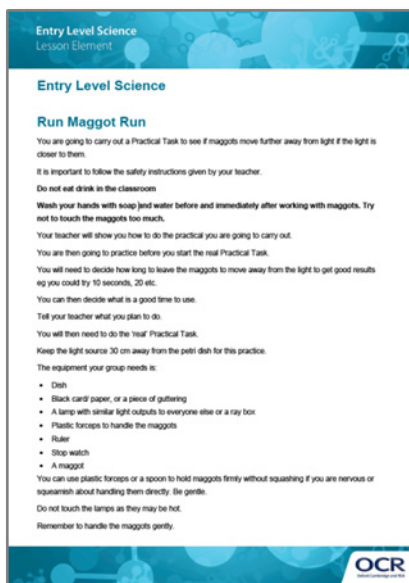 Entry Level Science
Lesson Element
Entry Level Science
Run Maggot Run
You are going to carry out a Practical Task to see if maggots move further away from light if the light is
closer to them.
It is important to follow the safety instructions given by your teacher.
Do not eat drink in the classroom
Wash your hands with soap and water before and immediately after working with maggots. Try
not to touch the maggots too much.
Your teacher will show you how to do the practical you are going to carry out.
You are then going to practice before you start the real Practical Task.
You will need to decide how long to leave the maggots to move away from the light to get good results
eg you could try 10 seconds, 20 etc.
You can then decide what is a good time to use.
Tell your teacher what you plan to do.
You will then need to do the 'real' Practical Task.
Keep the light source 30 cm away from the petri dish for this practice.
The equipment your group needs is:
• Dish
• Black card/ paper, or a piece of guttering
• A lamp with similar light outputs to everyone else or a ray box
• Plastic forceps to handle the maggots
• Ruler
• Stop watch
• A maggot
You can use plastic forceps or a spoon to hold maggots firmly without squashing if you are nervous or
squeamish about handling them directly. Be gentle.
Do not touch the lamps as they may be hot.
Remember to handle the maggots gently.
OCR
Oxford Cambridge and RSA